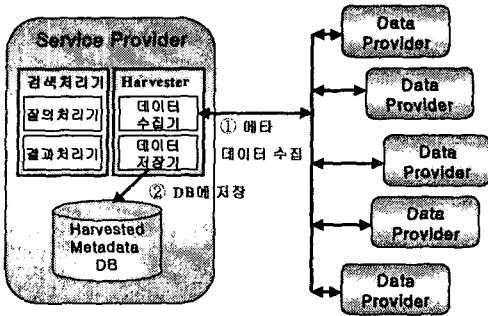 Service Provider
검색처리기
질의처리기
결과처리기
Harvester
데이터
수집기
데이터
저장기
① 메타
데이터 수집
② DB에 저장
Harvested
Metadata
DB
Data
Provider
Data
Provider
Data
Provider
Data
Provider
Data
Provider